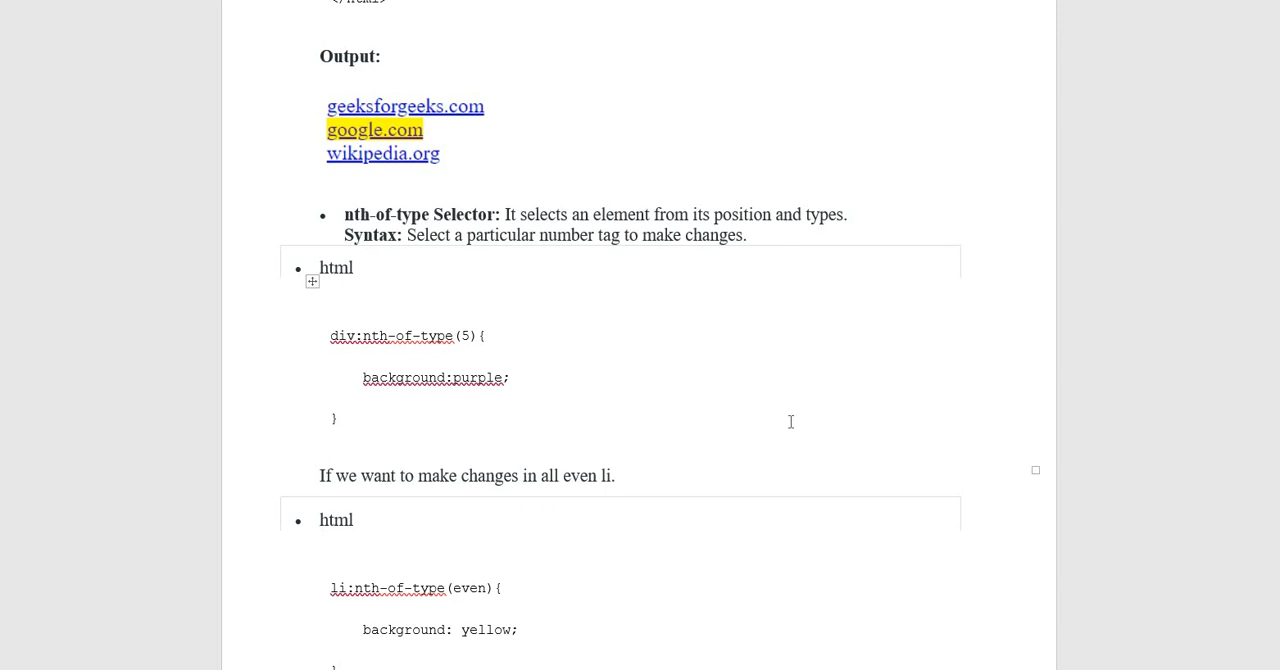 Output:
geeksforgeeks.com
google.com
wikipedia.org
• nth-of-type Selector: It selects an element from its position and types.
Syntax: Select a particular number tag to make changes.
• html
div:nth-of-type(5){
background:purple;
}
If we want to make changes in all even li.
• html
li:nth-of-type(even){
background: yellow;